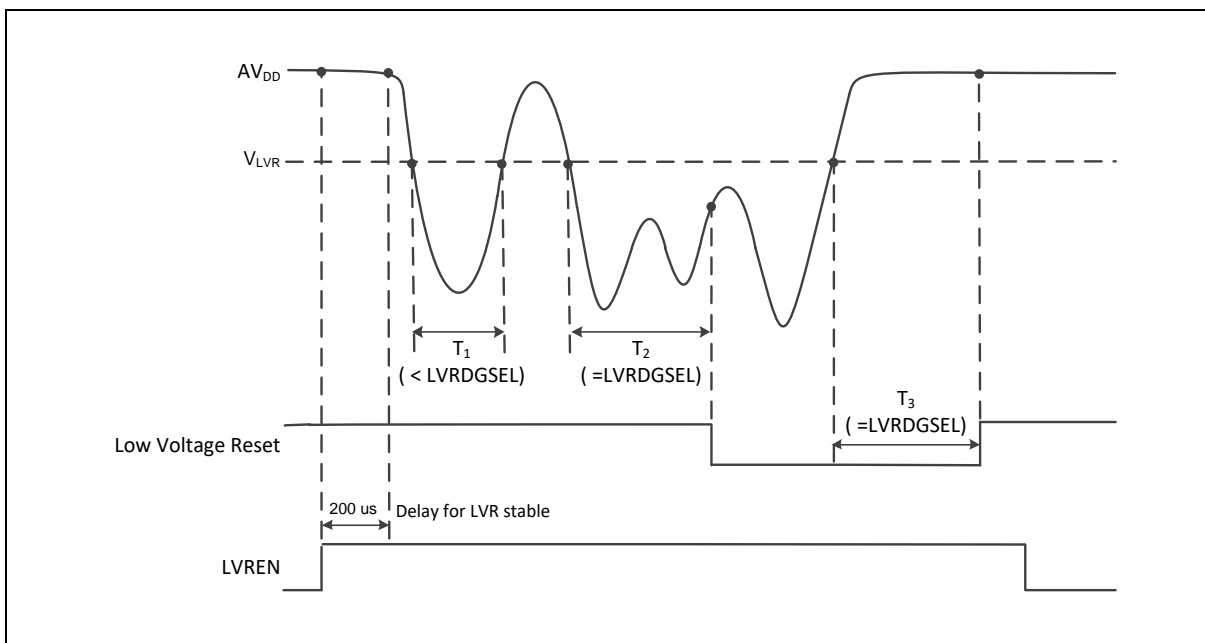 AVDD
VLVR
T1
( < LVRDGSEL)
T2
( =LVRDGSEL)
T3
( =LVRDGSEL)
Low Voltage Reset
200 us
Delay for LVR stable
LVREN